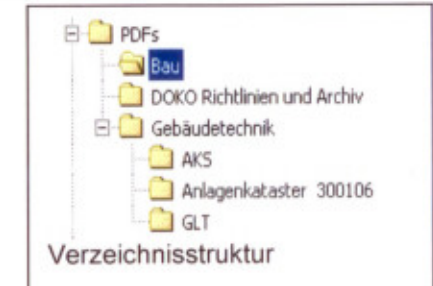 PDFs
Bau
DOKO Richtlinien und Archiv
Gebäudetechnik
AKS
Anlagenkataster 300106
GLT
Verzeichnisstruktur